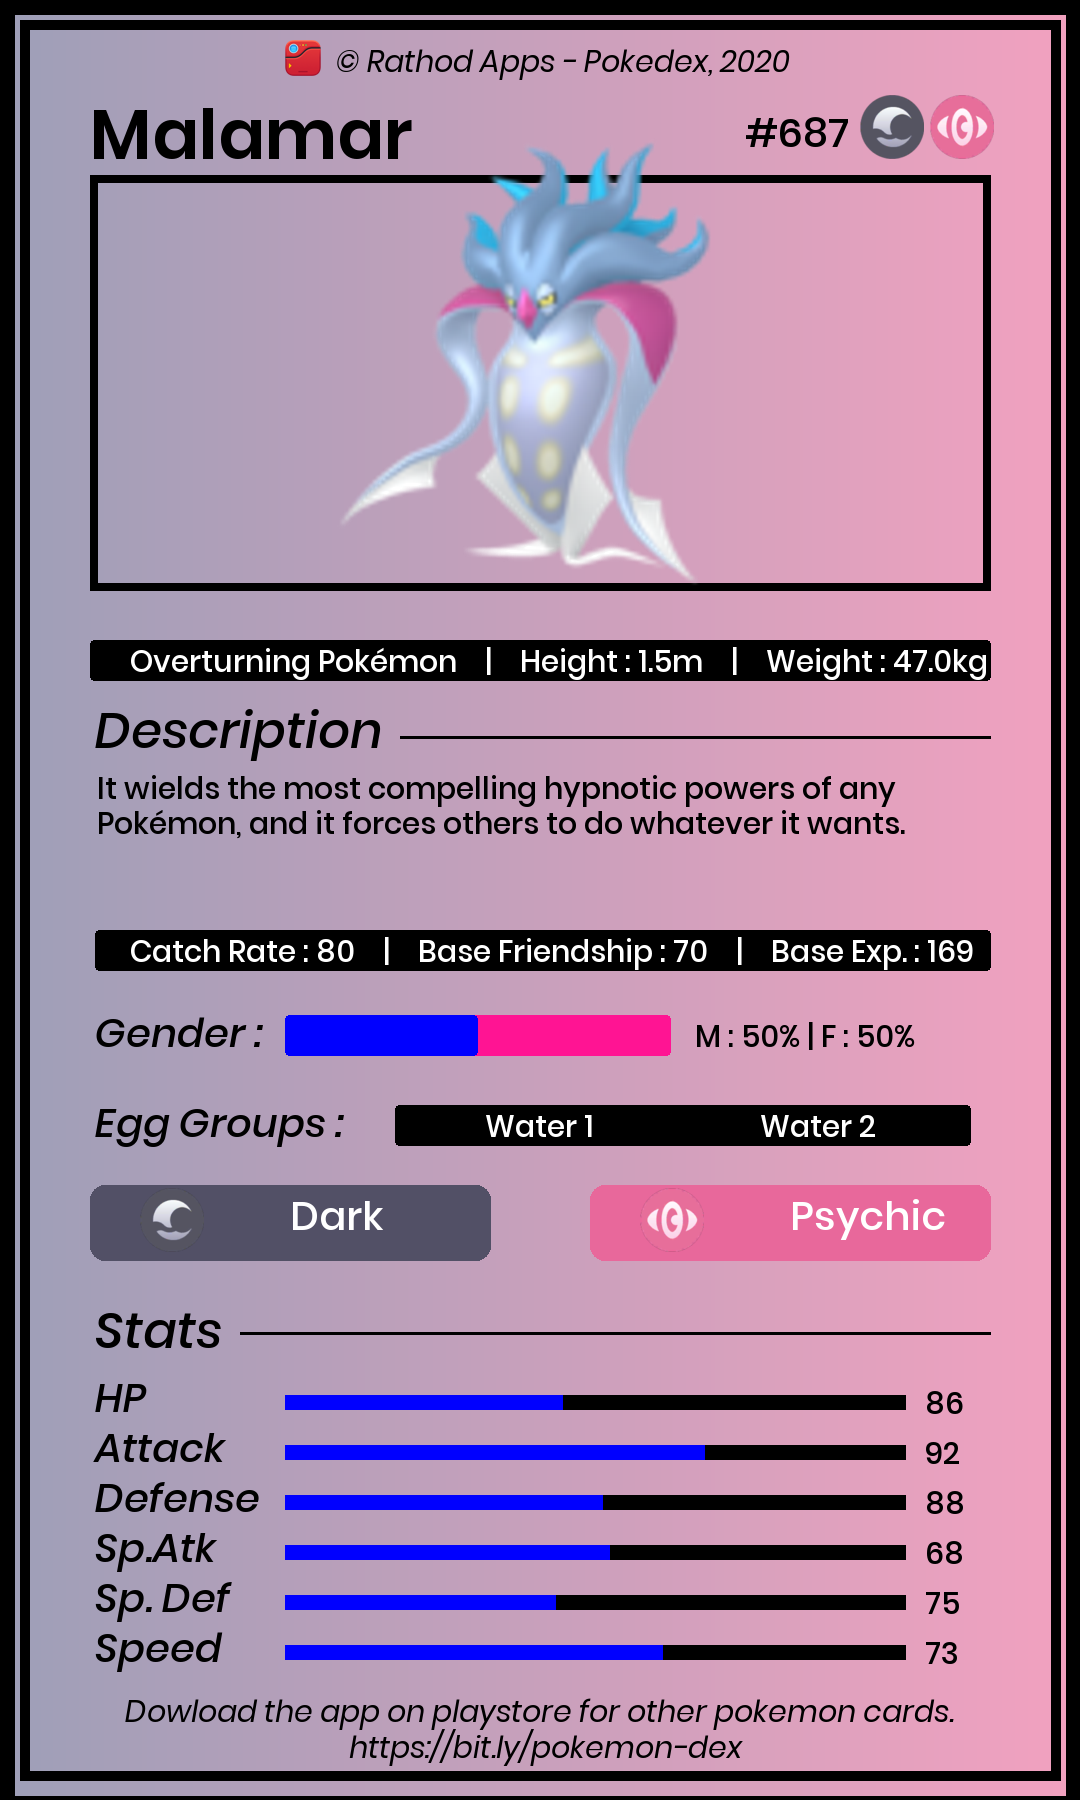 © Rathod Apps - Pokedex, 2020
Malamar
#687
Overturning Pokémon | Height : 1.5m | Weight : 47.0kg
Description
It wields the most compelling hypnotic powers of any
Pokémon, and it forces others to do whatever it wants.
Catch Rate : 80 | Base Friendship : 70 | Base Exp. : 169
Gender : M : 50% | F : 50%
Egg Groups : Water 1 Water 2
Dark Psychic
Stats
HP 86
Attack 92
Defense 88
Sp.Atk 68
Sp. Def 75
Speed 73
Dowload the app on playstore for other pokemon cards.
https://bit.ly/pokemon-dex